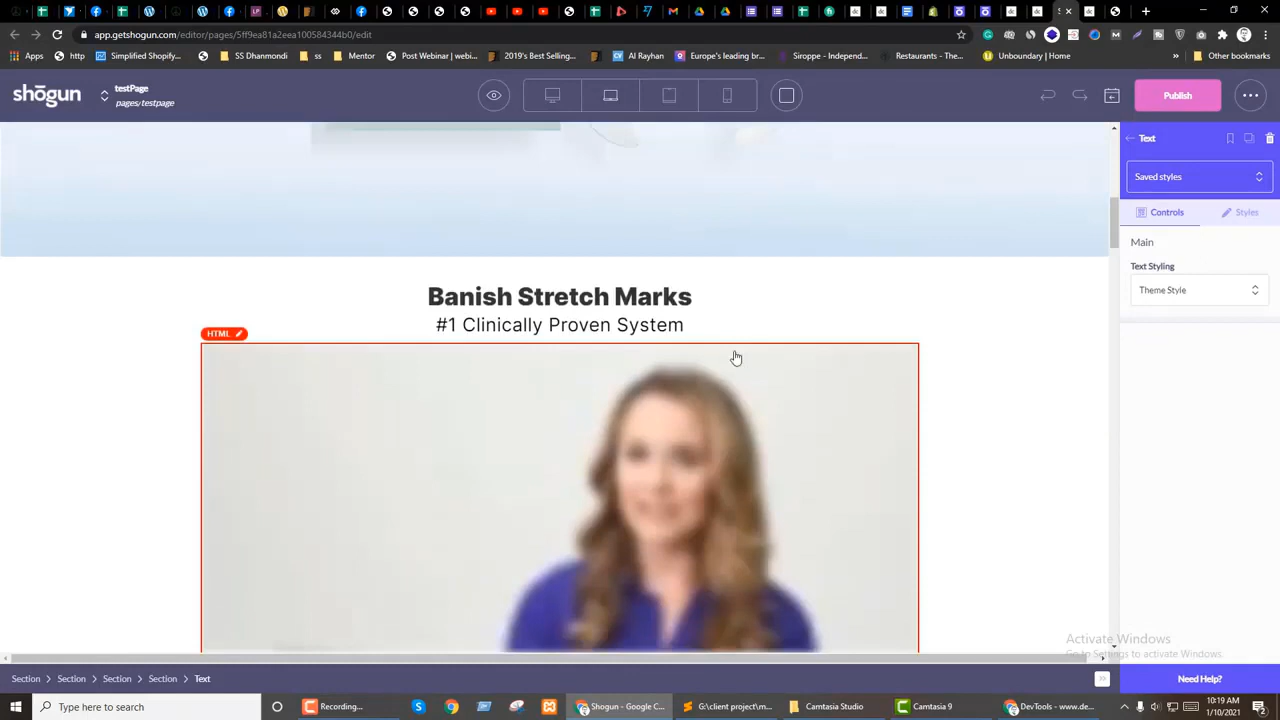 app.getshogun.com/editor/pages/5ff9ea81a2eea100584344b0/edit
Apps
http
Simplified Shopify...
SS Dhanmondi
ss
Mentor
Post Webinar | webi...
2019's Best Selling...
Al Rayhan
Europe's leading br...
Siroppe - Independ...
Restaurants - The...
Unboundary | Home
»
Other bookmarks
shōgun
testPage
pages/testpage
Publish
Text
Saved styles
Controls
Styles
Main
Text Styling
Theme Style
Banish Stretch Marks
#1 Clinically Proven System
HTML
Activate Windows
Go to Settings to activate Windows.
Section > Section > Section > Section > Text
Need Help?
Type here to search
Recording...
Shogun - Google C...
G:\client project\m...
Camtasia Studio
Camtasia 9
DevTools - www.de...
10:19 AM
1/10/2021